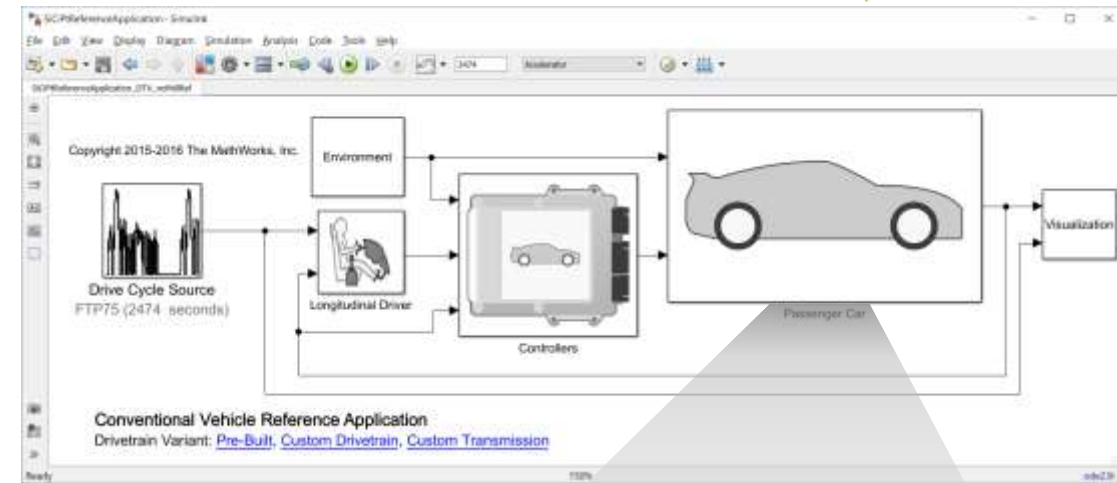 SiCiPtReferenceApplication - Simulink
File Edit View Display Diagram Simulation Analysis Code Tools Help
2474 Accelerator
Copyright 2015-2016 The MathWorks, Inc.
Environment
Drive Cycle Source
FTP75 (2474 seconds)
Longitudinal Driver
Controllers
Passenger Car
Visualization
Conventional Vehicle Reference Application
Drivetrain Variant: Pre-Built, Custom Drivetrain, Custom Transmission
Ready 150%